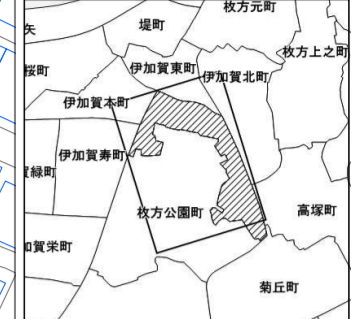 枚方元町
堤町
矢
枚方上之町
伊加賀東町
桜町
伊加賀北町
伊加賀本町
伊加賀寿町
賀緑町
枚方公園町
高塚町
加賀栄町
菊丘町